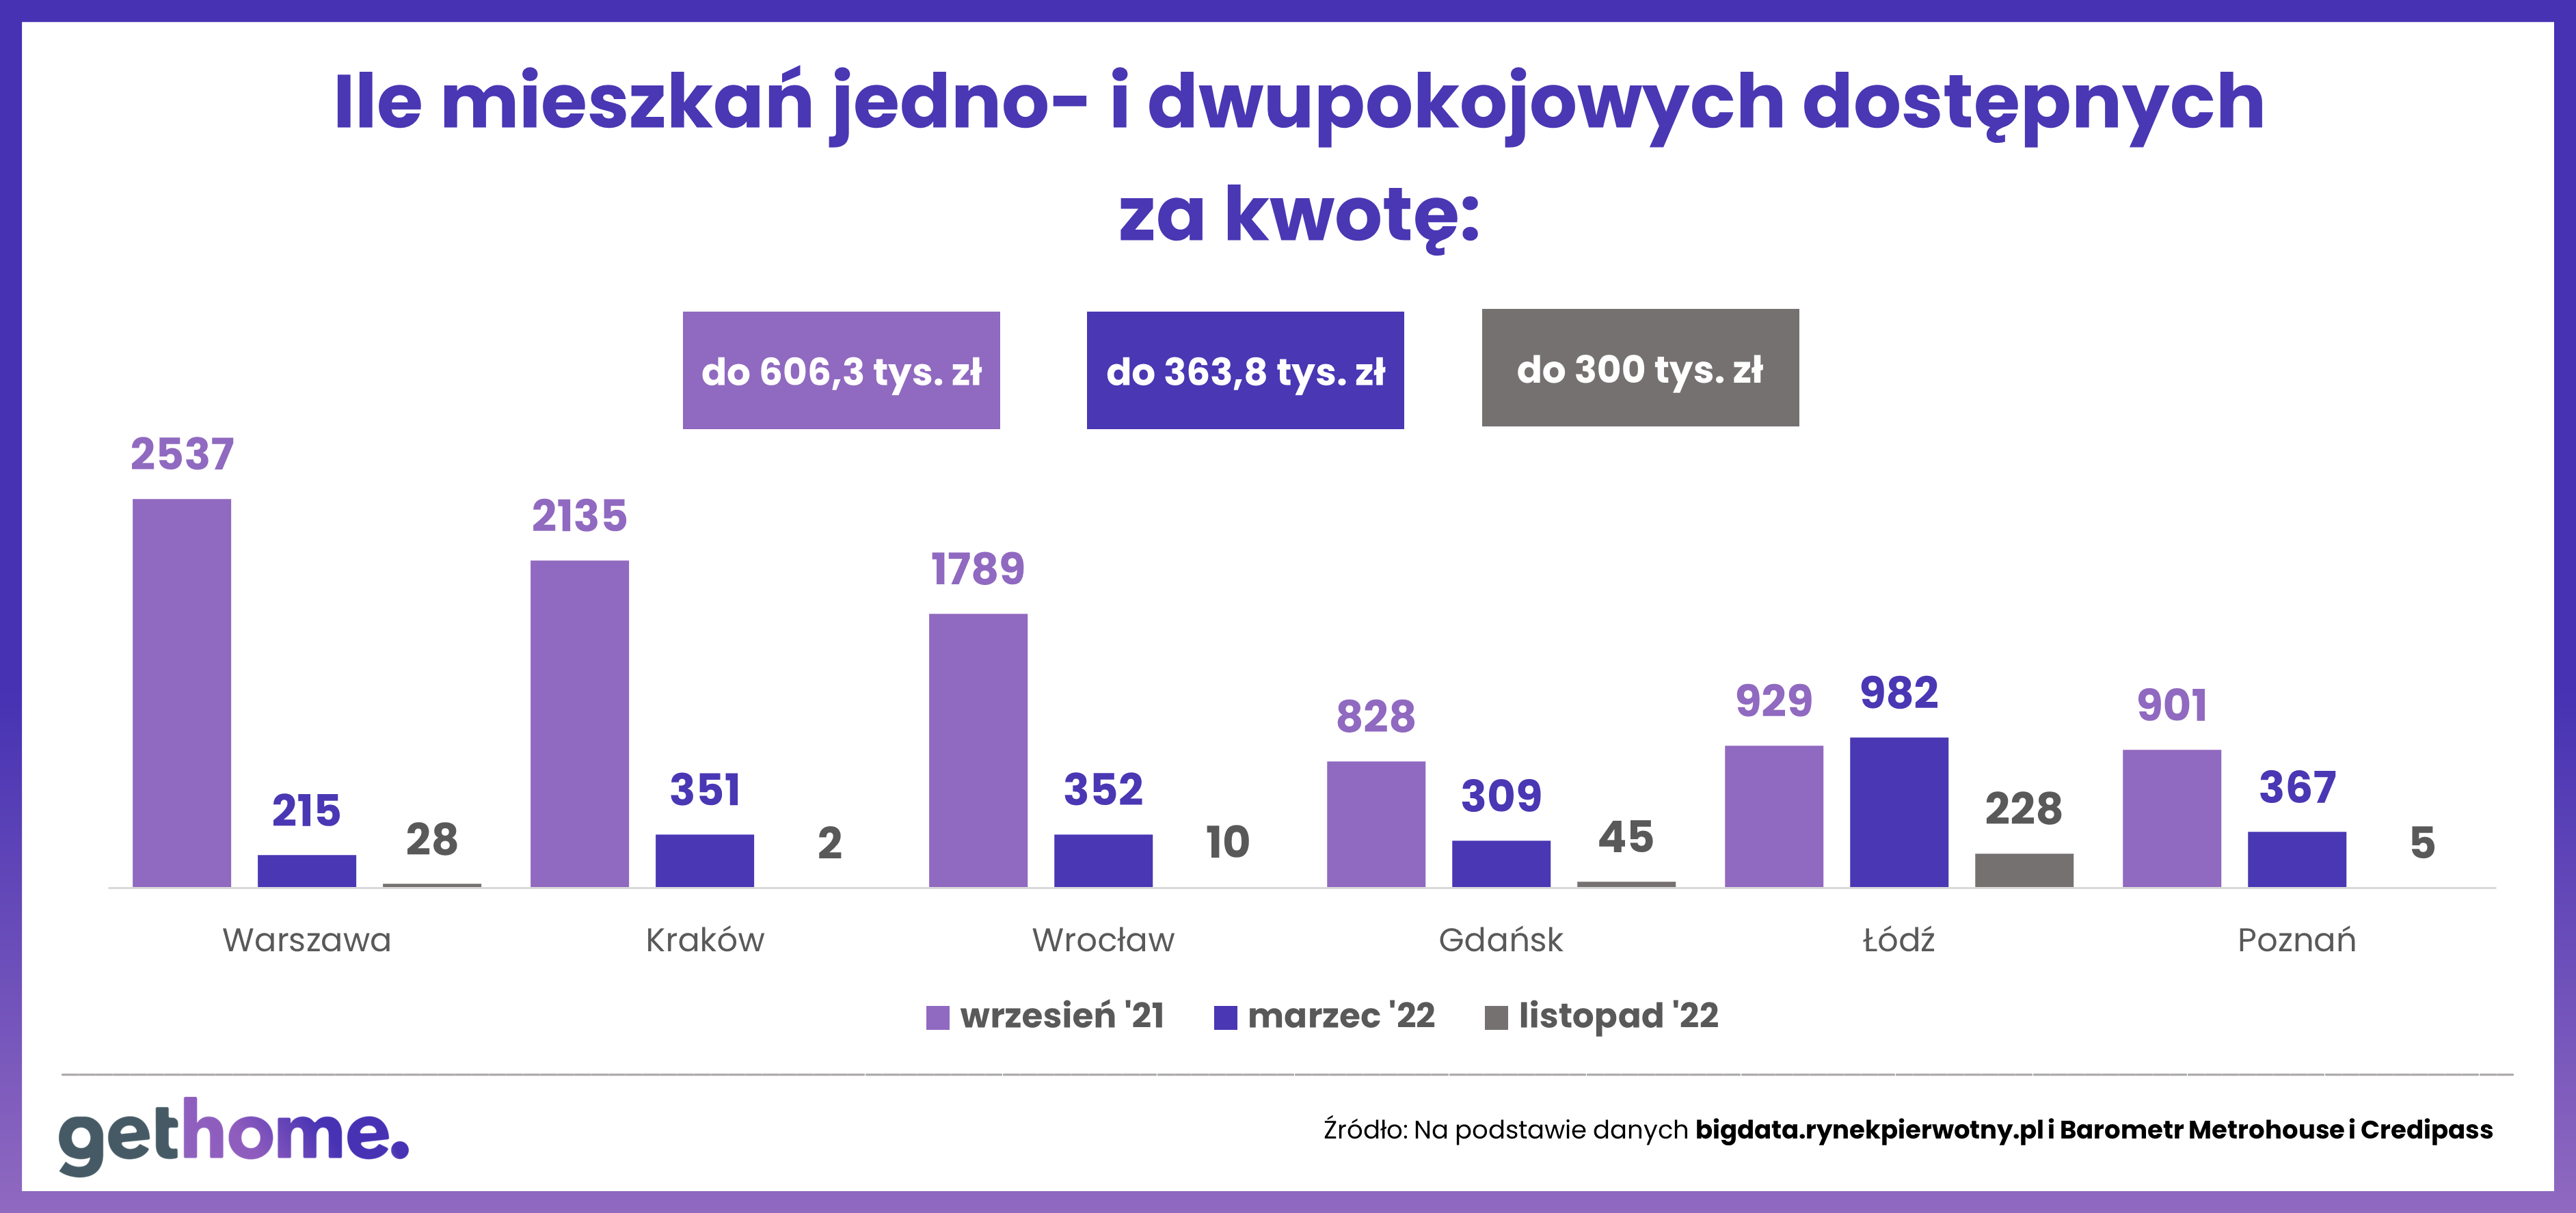 Ile mieszkań jedno- i dwupokojowych dostępnych
za kwotę:
do 606,3 tys. zł
do 363,8 tys. zł
do 300 tys. zł
2537
215
28
2135
351
2
1789
352
10
828
309
45
929
982
228
901
367
5
Warszawa
Kraków
Wrocław
Gdańsk
Łódź
Poznań
wrzesień '21
marzec '22
listopad '22
gethome.
Źródło: Na podstawie danych bigdata.rynekpierwotny.pl i Barometr Metrohouse i Credipass